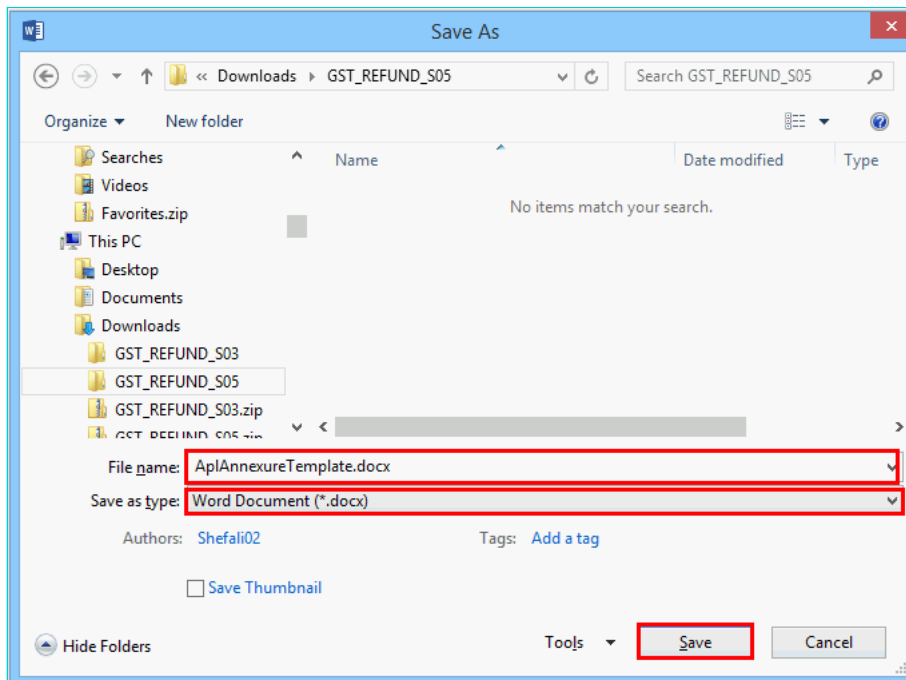 Save As
« Downloads GST_REFUND_S05
Search GST_REFUND_S05
Organize New folder
Searches
Videos
Favorites.zip
This PC
Desktop
Documents
Downloads
GST_REFUND_S03
GST_REFUND_S05
GST_REFUND_S03.zip
GST_REFUND_S05.zip
Name Date modified Type
No items match your search.
File name: AplAnnexureTemplate.docx
Save as type: Word Document (*.docx)
Authors: Shefali02 Tags: Add a tag
Save Thumbnail
Hide Folders Tools Save Cancel